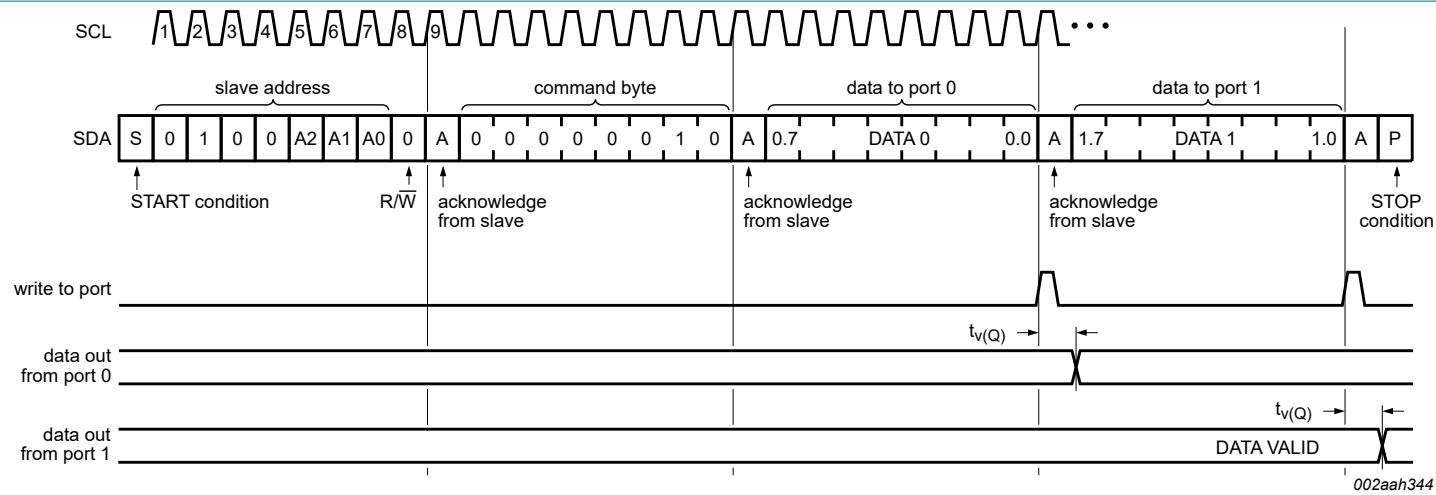 SCL 1 2 3 4 5 6 7 8 9 •••
slave address command byte data to port 0 data to port 1
SDA S 0 1 0 0 A2 A1 A0 0 A 0 0 0 0 0 0 1 0 A 0.7 DATA 0 0.0 A 1.7 DATA 1 1.0 A P
START condition R/W̅ acknowledge from slave acknowledge from slave acknowledge from slave STOP condition
write to port
tv(Q)
data out
from port 0
tv(Q)
data out
from port 1 DATA VALID
002aah344